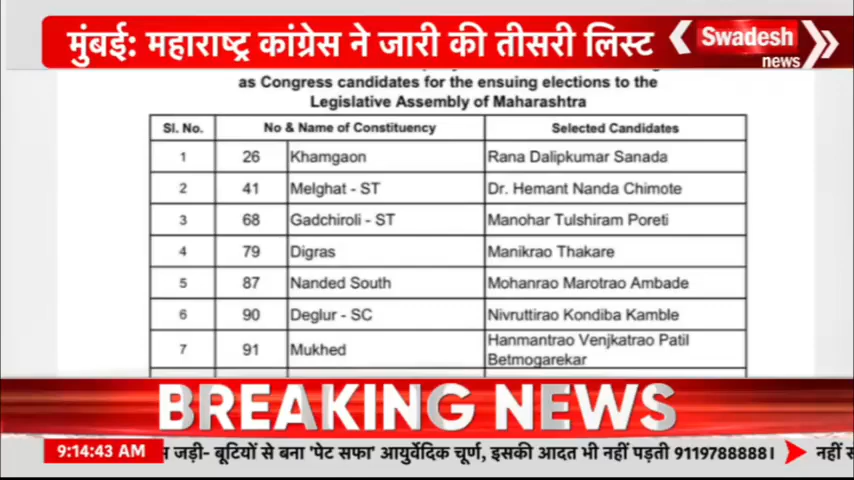 मुंबई: महाराष्ट्र कांग्रेस ने जारी की तीसरी लिस्ट
Swadesh
news
as Congress candidates for the ensuing elections to the
Legislative Assembly of Maharashtra
Sl. No. No & Name of Constituency Selected Candidates
1 26 Khamgaon Rana Dalipkumar Sanada
2 41 Melghat - ST Dr. Hemant Nanda Chimote
3 68 Gadchiroli - ST Manohar Tulshiram Poreti
4 79 Digras Manikrao Thakare
5 87 Nanded South Mohanrao Marotrao Ambade
6 90 Deglur - SC Nivruttirao Kondiba Kamble
7 91 Mukhed Hanmantrao Venjkatrao Patil
Betmogarekar
BREAKING NEWS
9:14:43 AM जड़ी- बूटियों से बना 'पेट सफा' आयुर्वेदिक चूर्ण, इसकी आदत भी नहीं पड़ती 9119788888। नहीं